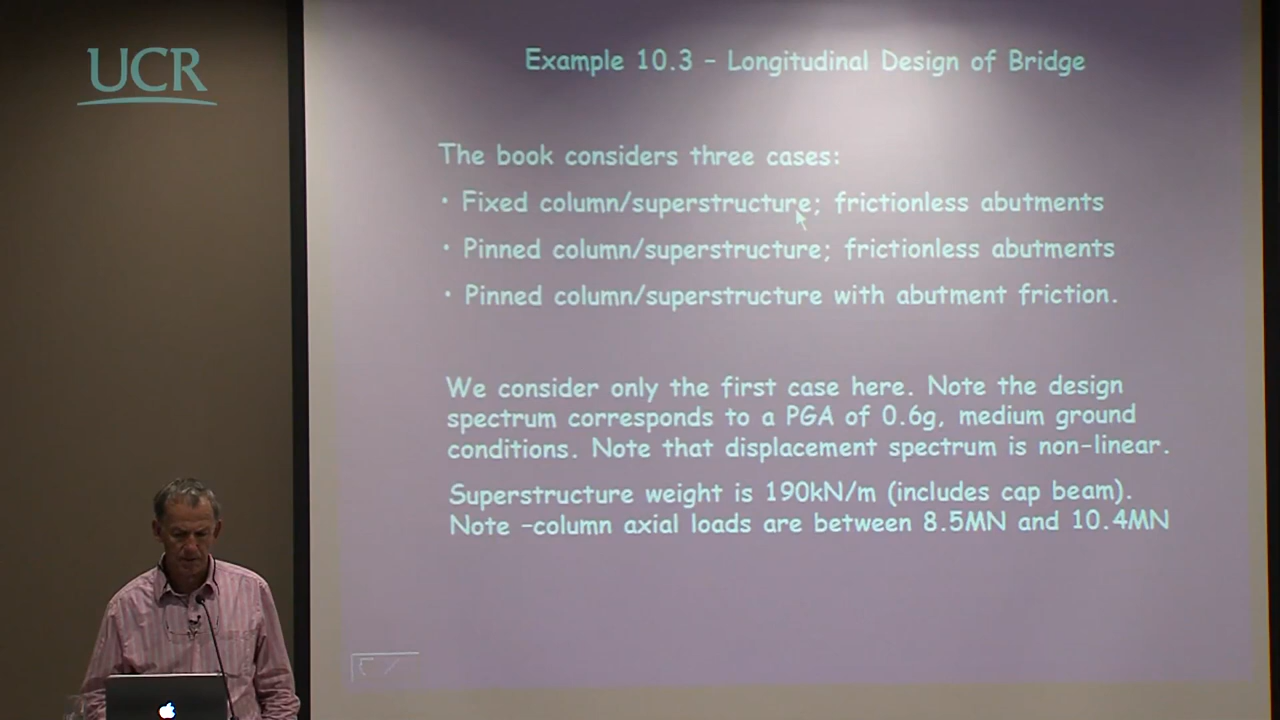 UCR
Example 10.3 – Longitudinal Design of Bridge
The book considers three cases:
• Fixed column/superstructure; frictionless abutments
• Pinned column/superstructure; frictionless abutments
• Pinned column/superstructure with abutment friction.
We consider only the first case here. Note the design
spectrum corresponds to a PGA of 0.6g, medium ground
conditions. Note that displacement spectrum is non-linear.
Superstructure weight is 190kN/m (includes cap beam).
Note –column axial loads are between 8.5MN and 10.4MN